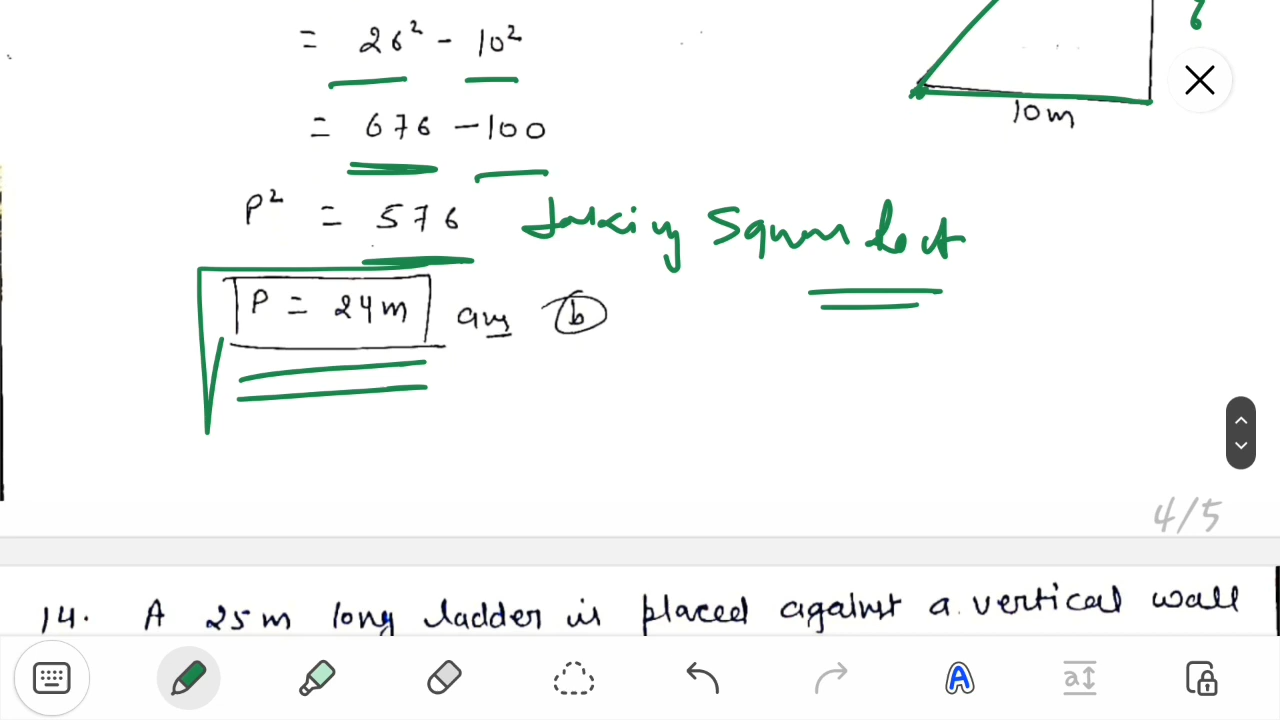 = 26² - 10²
10m
= 676 - 100
P² = 576 taking Square Root
P = 24m ans (b)
4/5
14. A 25m long ladder is placed against a vertical wall
A
a